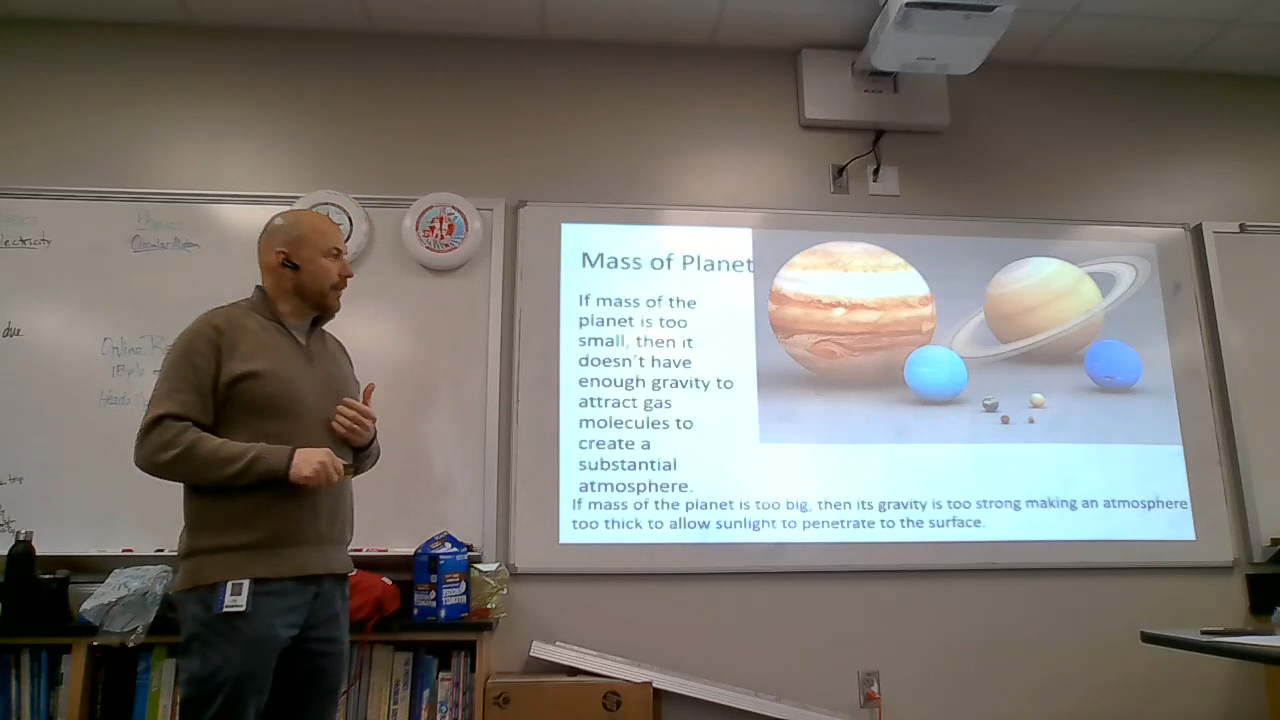 Physics
Circular Motion
due
Mass of Planet
If mass of the
planet is too
small, then it
doesn't have
enough gravity to
attract gas
molecules to
create a
substantial
atmosphere.
If mass of the planet is too big, then its gravity is too strong making an atmosphere
too thick to allow sunlight to penetrate to the surface.